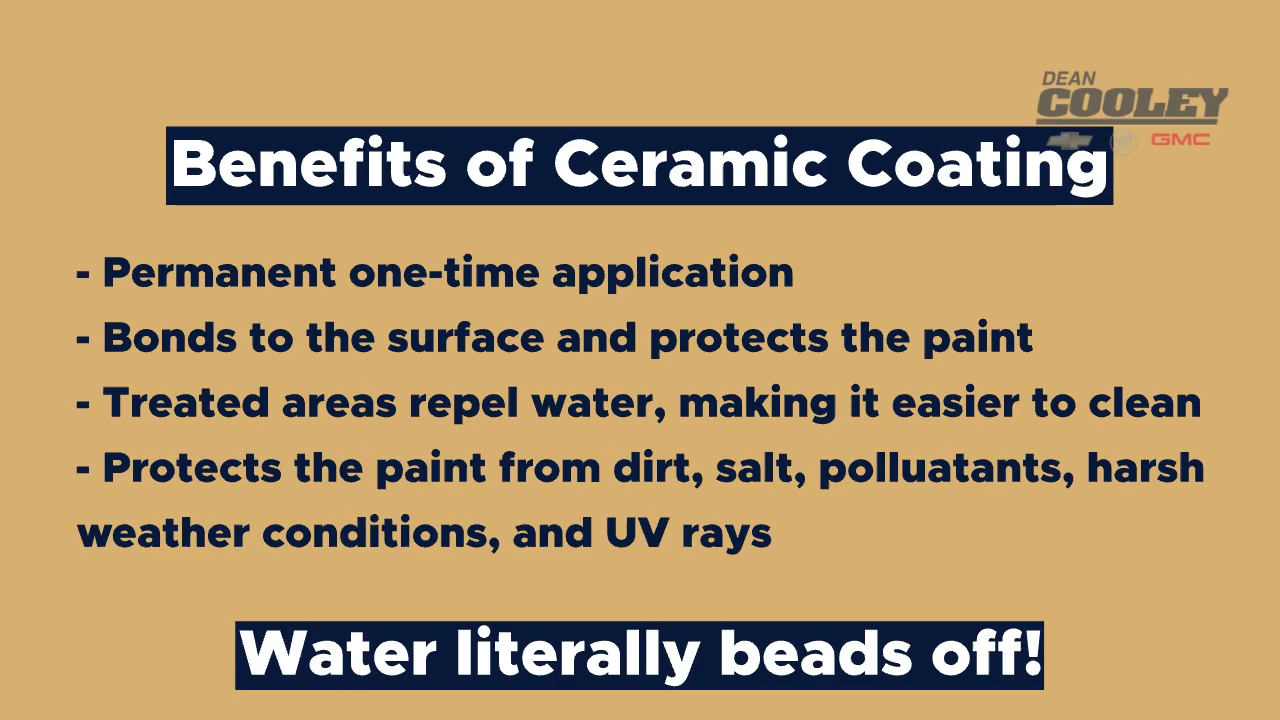 DEAN
COOLEY
GMC
Benefits of Ceramic Coating
- Permanent one-time application
- Bonds to the surface and protects the paint
- Treated areas repel water, making it easier to clean
- Protects the paint from dirt, salt, polluatants, harsh
weather conditions, and UV rays
Water literally beads off!